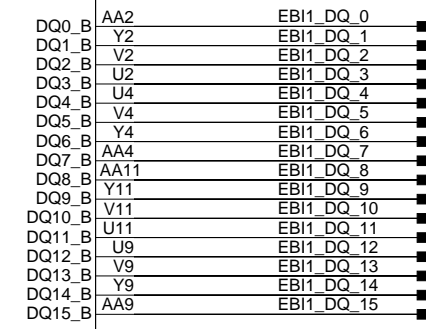 DQ0_B AA2 EBI1_DQ_0
DQ1_B Y2 EBI1_DQ_1
DQ2_B V2 EBI1_DQ_2
DQ3_B U2 EBI1_DQ_3
DQ4_B U4 EBI1_DQ_4
DQ5_B V4 EBI1_DQ_5
DQ6_B Y4 EBI1_DQ_6
DQ7_B AA4 EBI1_DQ_7
DQ8_B AA11 EBI1_DQ_8
DQ9_B Y11 EBI1_DQ_9
DQ10_B V11 EBI1_DQ_10
DQ11_B U11 EBI1_DQ_11
DQ12_B U9 EBI1_DQ_12
DQ13_B V9 EBI1_DQ_13
DQ14_B Y9 EBI1_DQ_14
DQ15_B AA9 EBI1_DQ_15